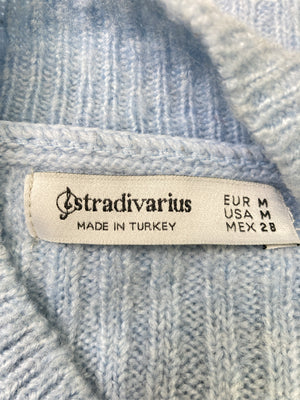 stradivarius
MADE IN TURKEY
EUR M
USA M
MEX 28